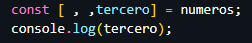 const [ , ,tercero] = numeros;
console.log(tercero);